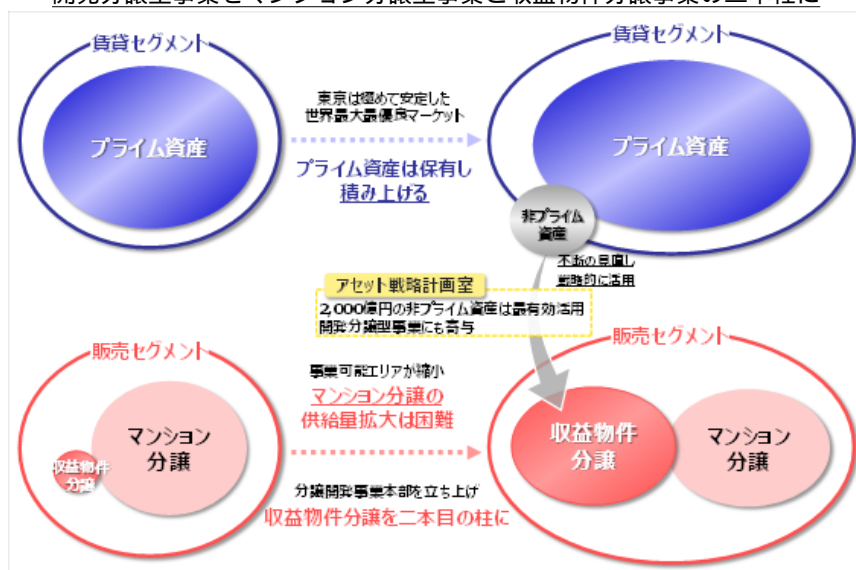 開発分譲型事業をマンション分譲型事業と収益物件分譲事業の二本柱に
賃貸セグメント
プライム資産
東京は極めて安定した
世界最大最優良マーケット
プライム資産は保有し
積み上げる
賃貸セグメント
プライム資産
非プライム
資産
不断の見直し
戦略的に活用
アセット戦略計画室
2,000億円の非プライム資産は最有効活用
開発分譲型事業にも寄与
販売セグメント
マンション
分譲
収益物件
分譲
事業可能エリアが縮小
マンション分譲の
供給量拡大は困難
分譲開発事業本部を立ち上げ
収益物件分譲を二本目の柱に
販売セグメント
収益物件
分譲
マンション
分譲